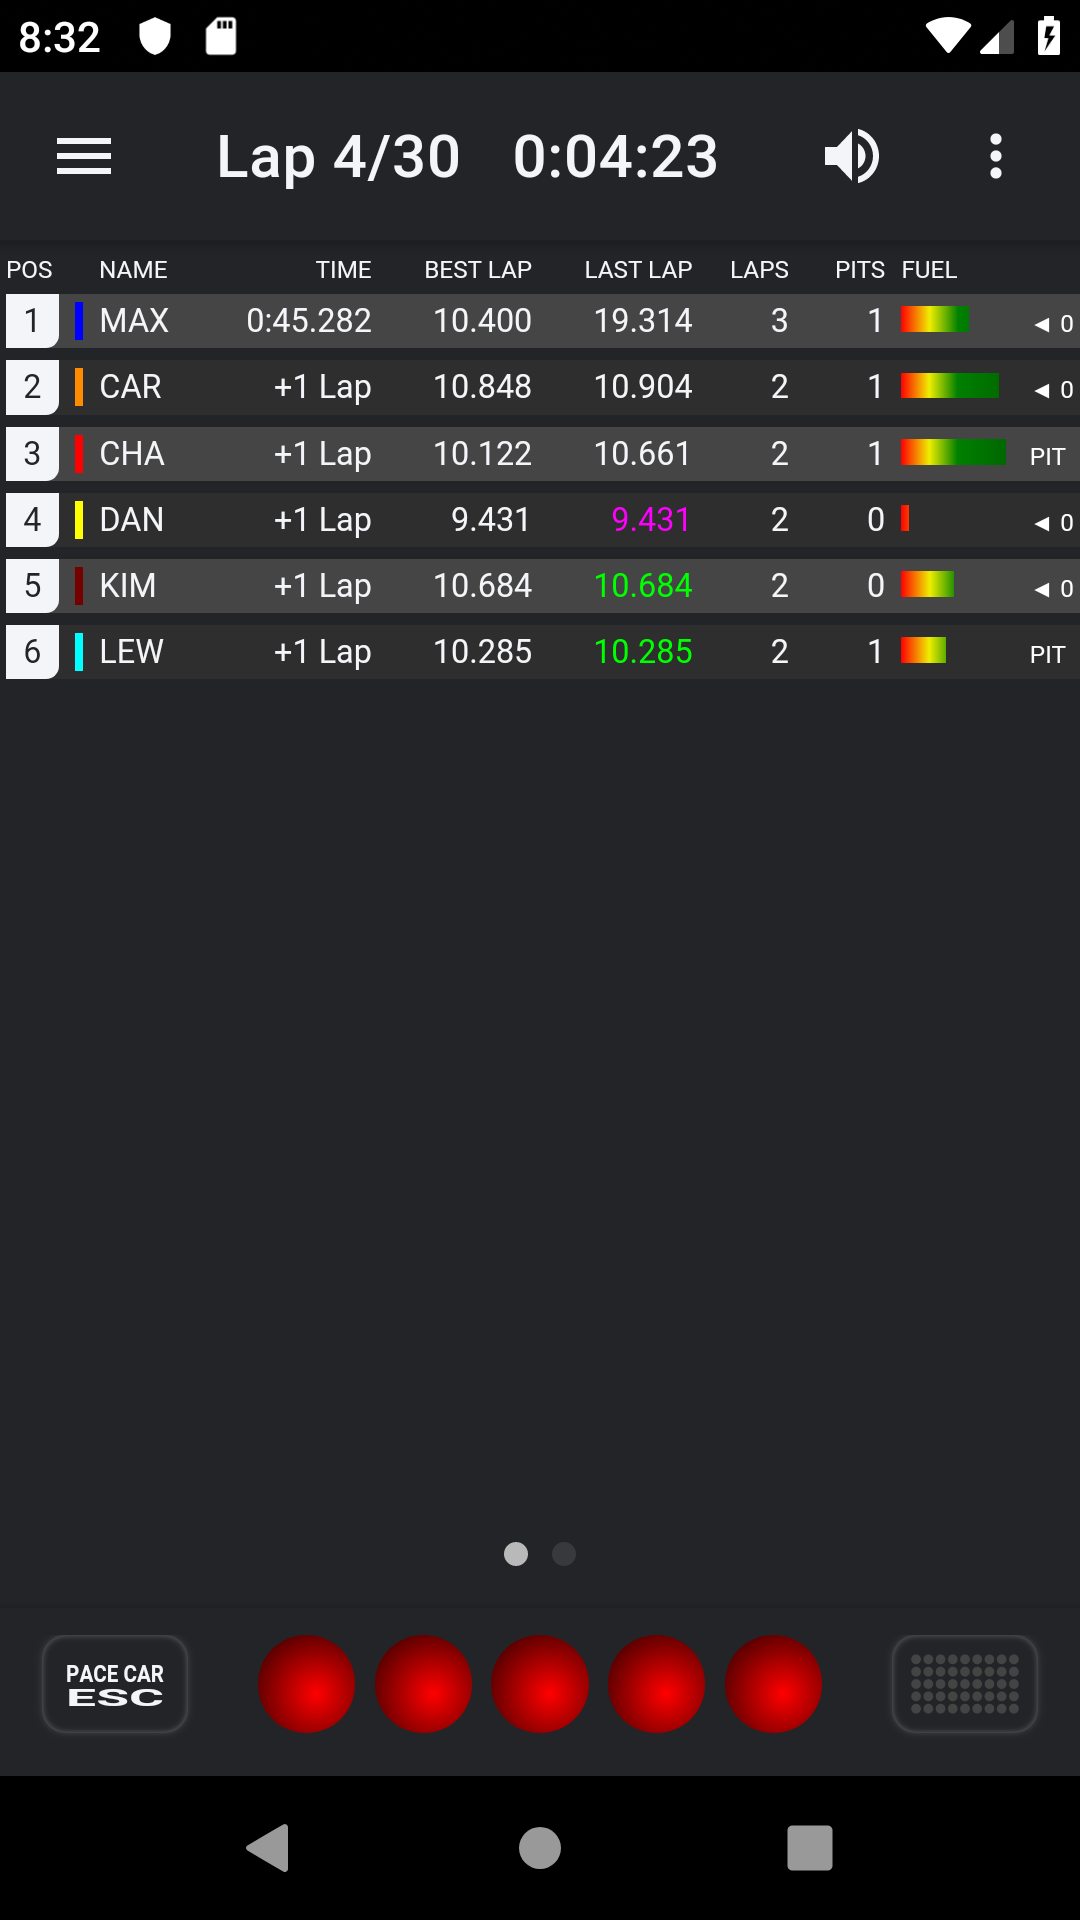 8:32
Lap 4/30 0:04:23
POS NAME TIME BEST LAP LAST LAP LAPS PITS FUEL
1 MAX 0:45.282 10.400 19.314 3 1 ◄ 0
2 CAR +1 Lap 10.848 10.904 2 1 ◄ 0
3 CHA +1 Lap 10.122 10.661 2 1 PIT
4 DAN +1 Lap 9.431 9.431 2 0 ◄ 0
5 KIM +1 Lap 10.684 10.684 2 0 ◄ 0
6 LEW +1 Lap 10.285 10.285 2 1 PIT
PACE CAR
ESC